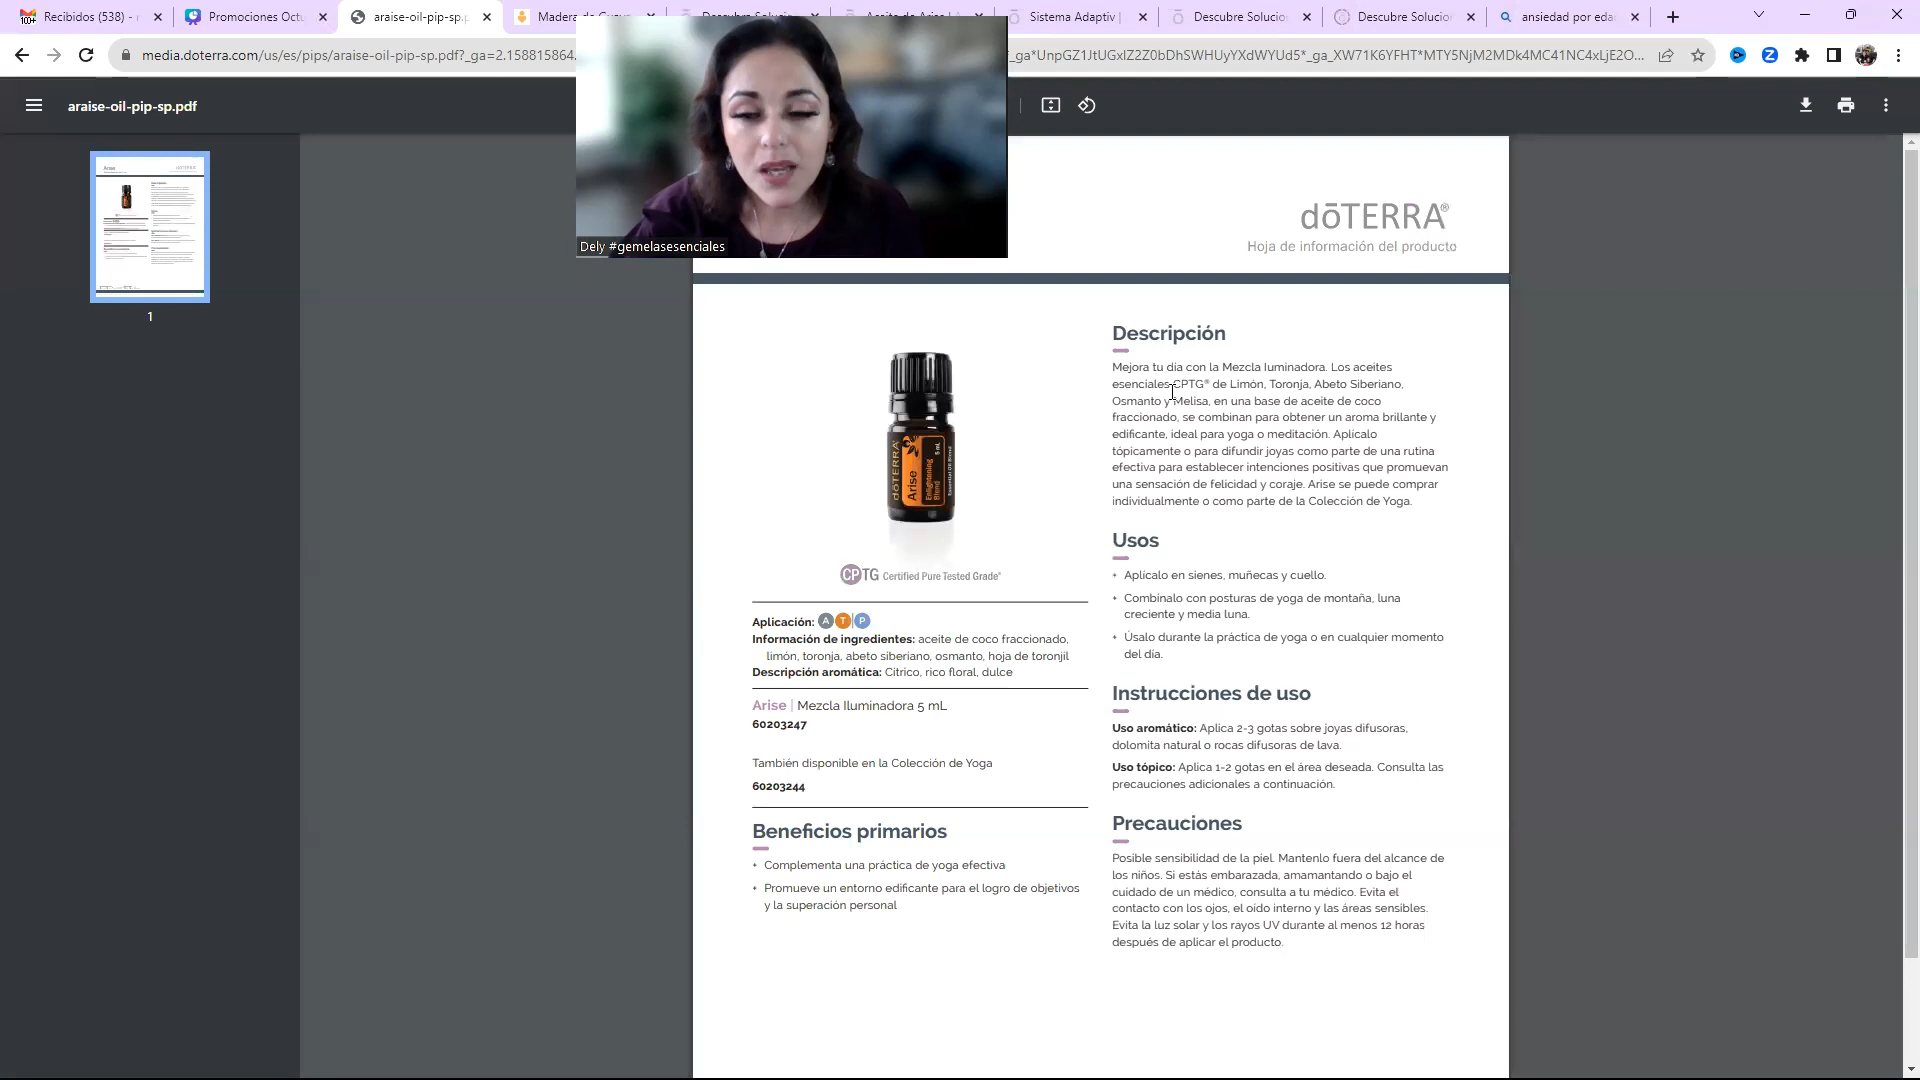 Recibidos (538) -
Promociones Octu
araise-oil-pip-sp.p
Sistema Adaptiv |
Descubre Solucio
Descubre Solucio
ansiedad por eda
media.doterra.com/us/es/pips/araise-oil-pip-sp.pdf?_ga=2.158815864.
_ga*UnpGZ1JtUGxIZ2Z0bDhSWHUyYXdWYUd5*_ga_XW71K6YFHT*MTY5NjM2MDk4MC41NC4xLjE2O...
araise-oil-pip-sp.pdf
1
Dely #gemelasesenciales
dōTERRA®
Hoja de información del producto
dōTERRA
Arise
Enlightening
Blend
5 mL
Essential Oil Blend
CPTG Certified Pure Tested Grade®
Aplicación: A T | P
Información de ingredientes: aceite de coco fraccionado,
limón, toronja, abeto siberiano, osmanto, hoja de toronjil
Descripción aromática: Cítrico, rico floral, dulce
Arise | Mezcla Iluminadora 5 mL
60203247
También disponible en la Colección de Yoga
60203244
Beneficios primarios
+ Complementa una práctica de yoga efectiva
+ Promueve un entorno edificante para el logro de objetivos
y la superación personal
Descripción
Mejora tu día con la Mezcla Iuminadora. Los aceites
esenciales CPTG® de Limón, Toronja, Abeto Siberiano,
Osmanto y Melisa, en una base de aceite de coco
fraccionado, se combinan para obtener un aroma brillante y
edificante, ideal para yoga o meditación. Aplícalo
tópicamente o para difundir joyas como parte de una rutina
efectiva para establecer intenciones positivas que promuevan
una sensación de felicidad y coraje. Arise se puede comprar
individualmente o como parte de la Colección de Yoga.
Usos
+ Aplícalo en sienes, muñecas y cuello.
+ Combínalo con posturas de yoga de montaña, luna
creciente y media luna.
+ Úsalo durante la práctica de yoga o en cualquier momento
del día.
Instrucciones de uso
Uso aromático: Aplica 2-3 gotas sobre joyas difusoras,
dolomita natural o rocas difusoras de lava.
Uso tópico: Aplica 1-2 gotas en el área deseada. Consulta las
precauciones adicionales a continuación.
Precauciones
Posible sensibilidad de la piel. Mantenlo fuera del alcance de
los niños. Si estás embarazada, amamantando o bajo el
cuidado de un médico, consulta a tu médico. Evita el
contacto con los ojos, el oído interno y las áreas sensibles.
Evita la luz solar y los rayos UV durante al menos 12 horas
después de aplicar el producto.